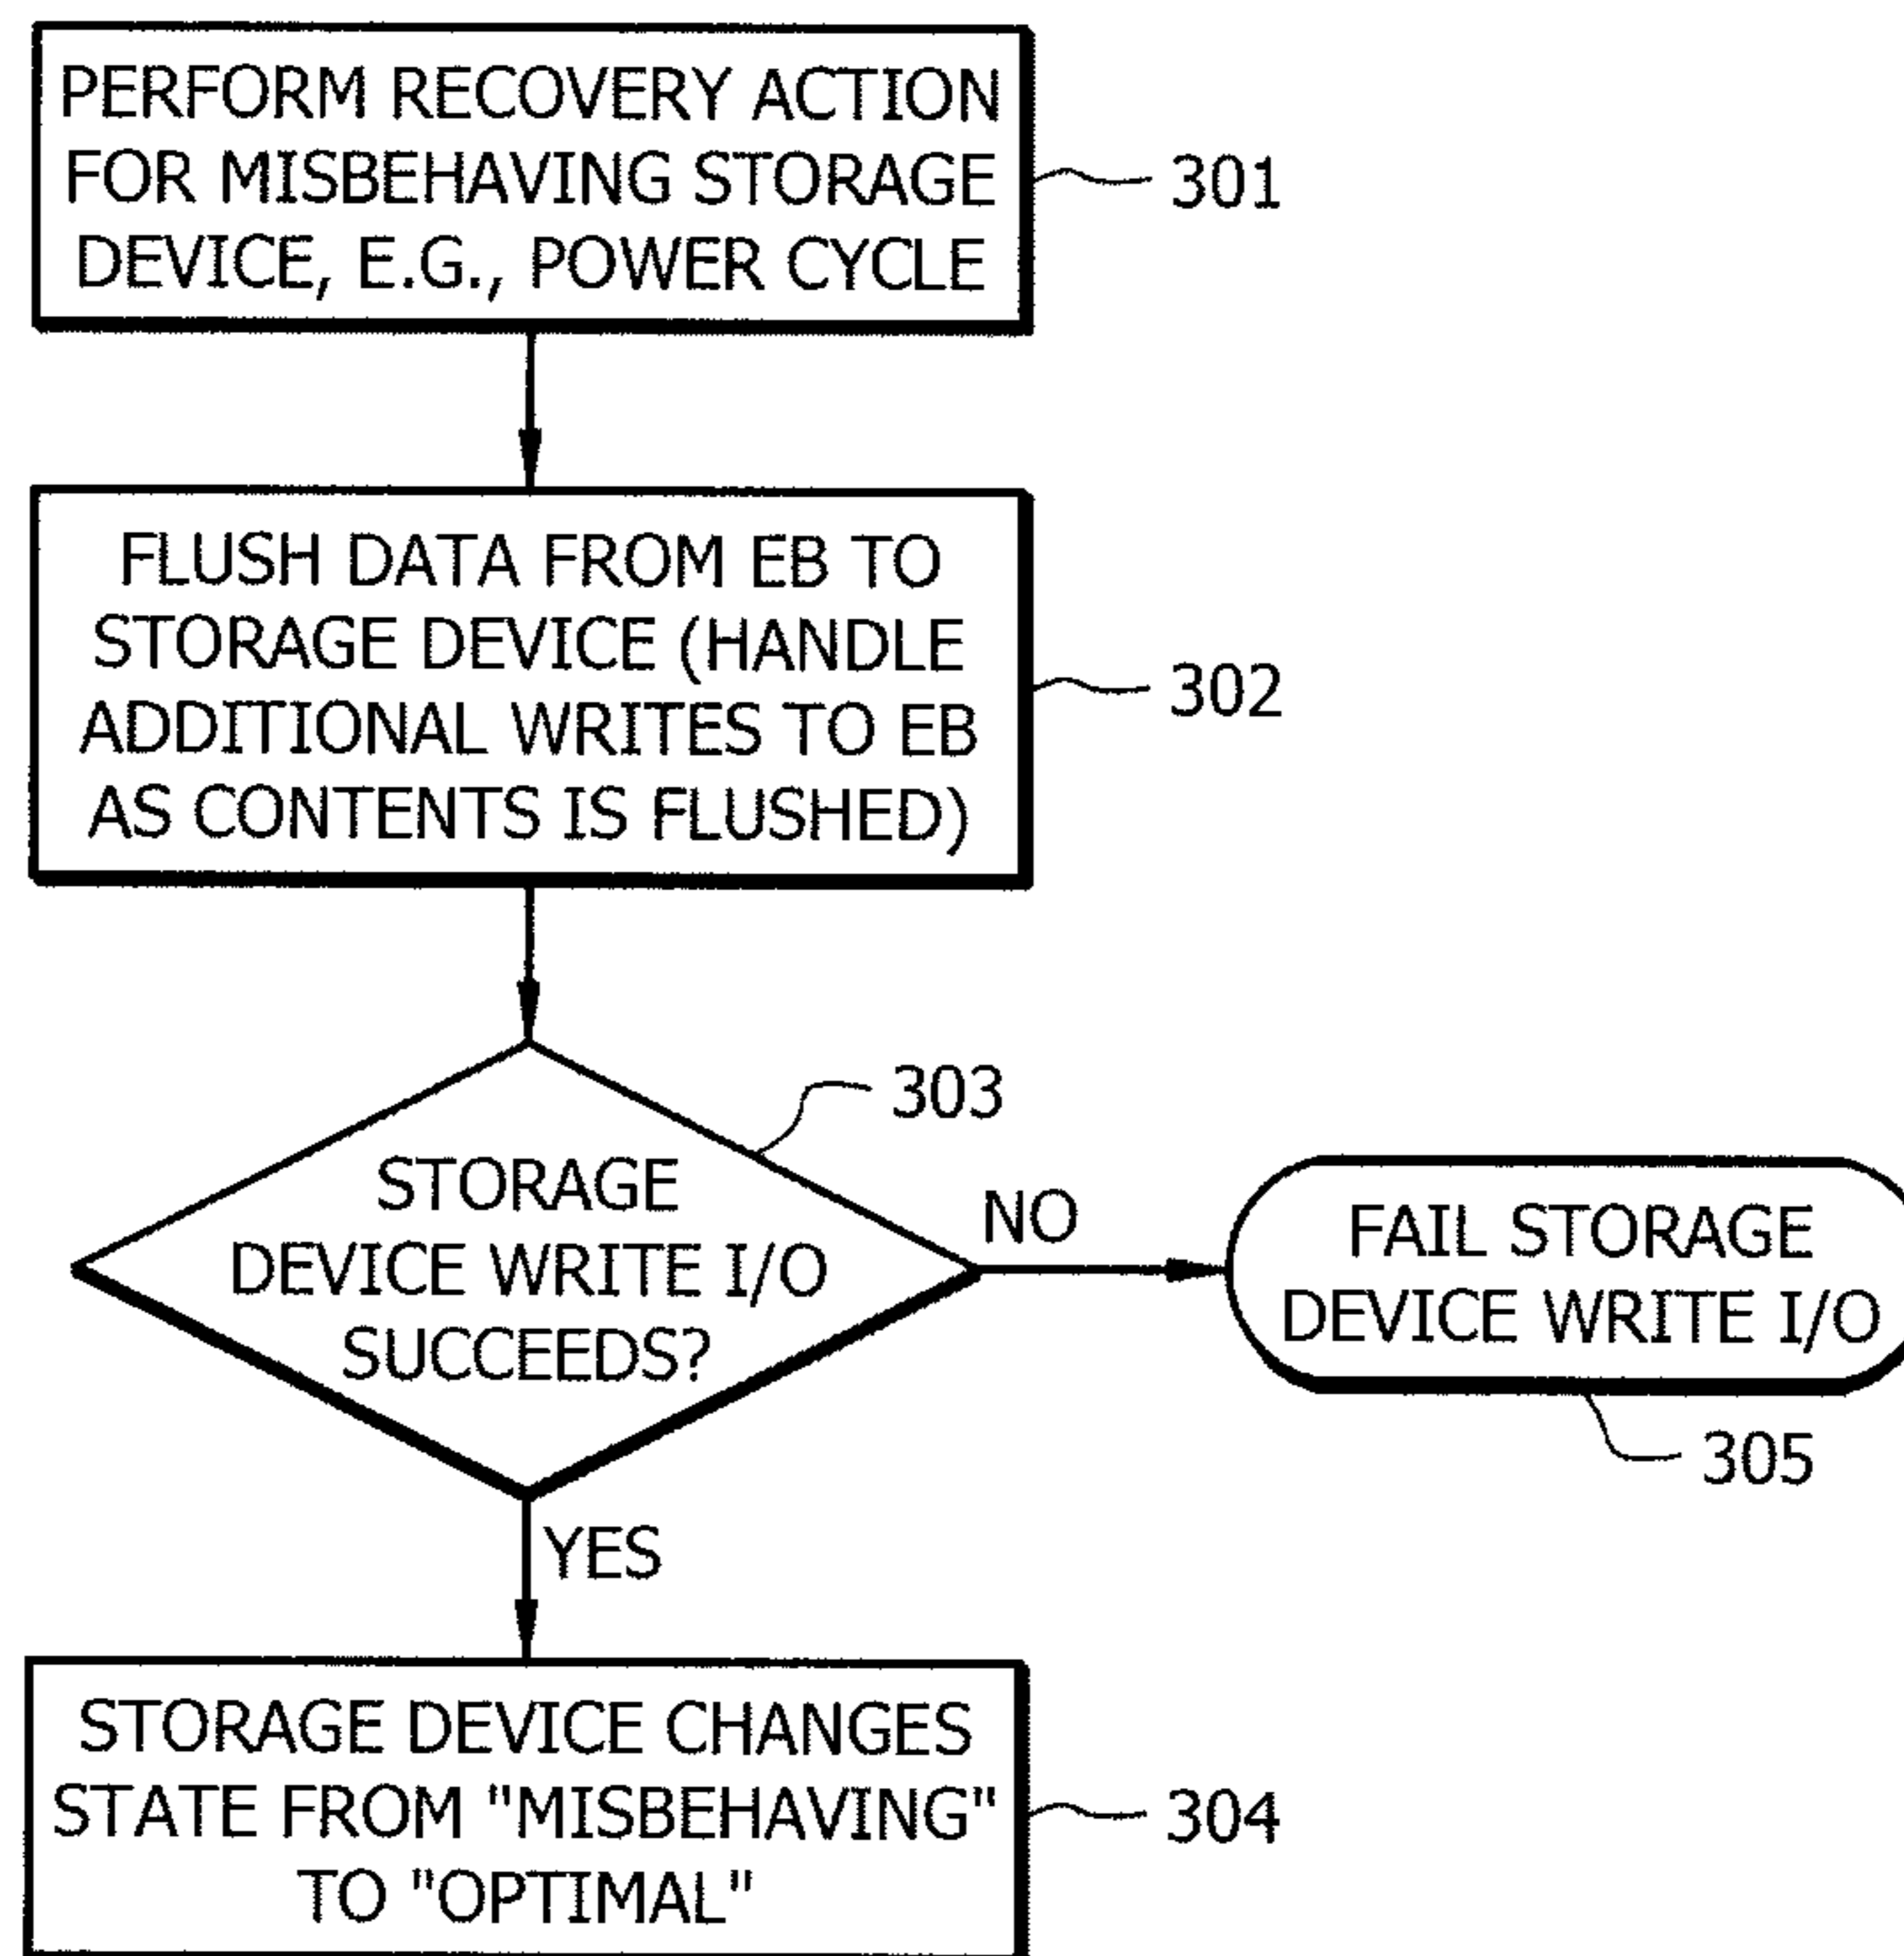 PERFORM RECOVERY ACTION
FOR MISBEHAVING STORAGE
DEVICE, E.G., POWER CYCLE
301
FLUSH DATA FROM EB TO
STORAGE DEVICE (HANDLE
ADDITIONAL WRITES TO EB
AS CONTENTS IS FLUSHED)
302
303
STORAGE
DEVICE WRITE I/O
SUCCEEDS?
NO
FAIL STORAGE
DEVICE WRITE I/O
305
YES
STORAGE DEVICE CHANGES
STATE FROM "MISBEHAVING"
TO "OPTIMAL"
304